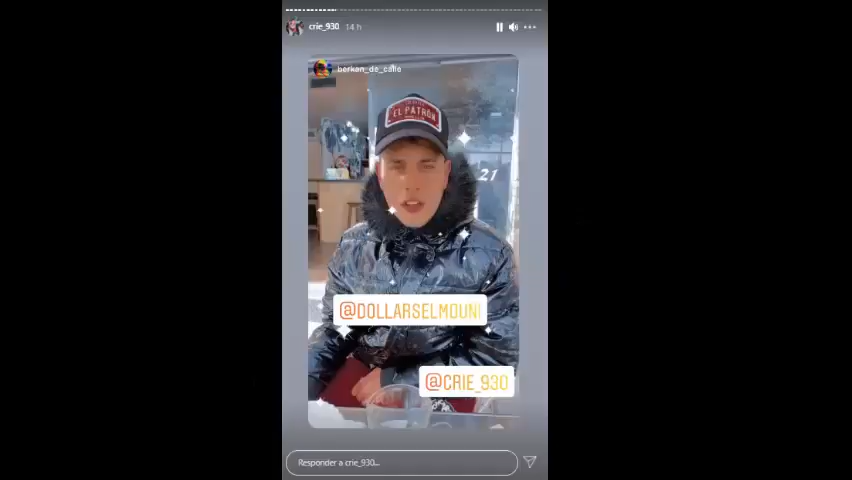 crie_930 14 h
berkan_de_calle
EL PATRÓN
21
@DOLLARSELMOUNI
@CRIE_930
Responder a crie_930...